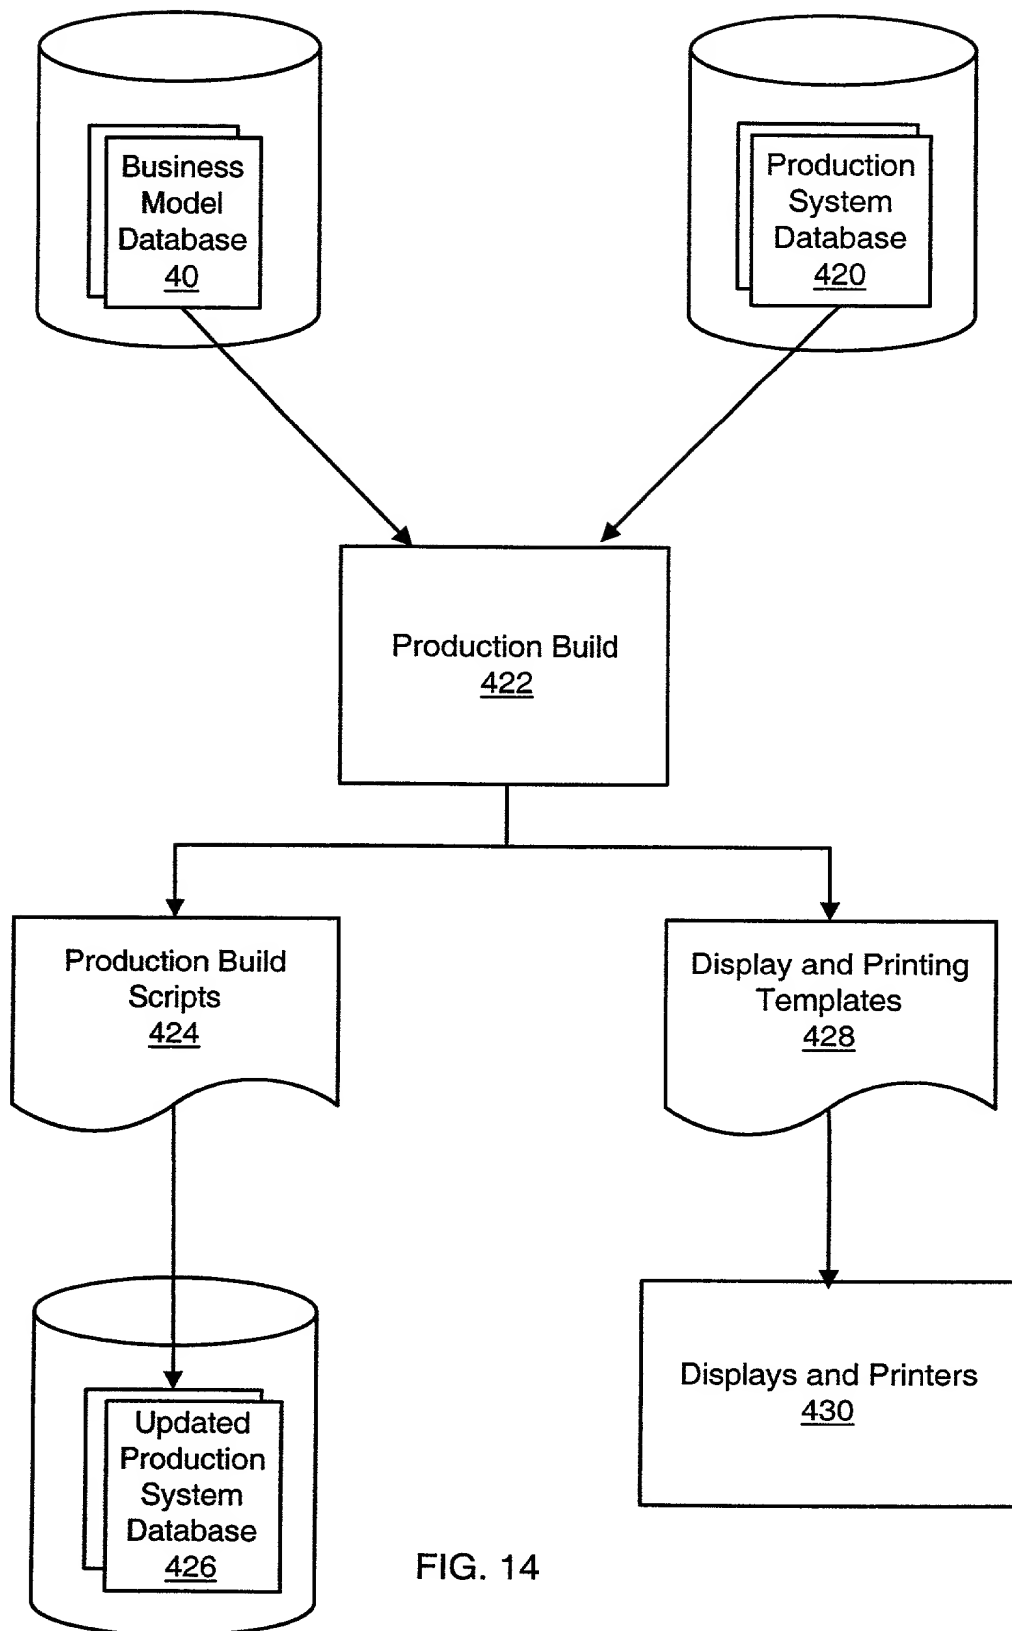 Business
Model
Database
40
Production
System
Database
420
Production Build
422
Production Build
Scripts
424
Display and Printing
Templates
428
Updated
Production
System
Database
426
Displays and Printers
430
FIG. 14